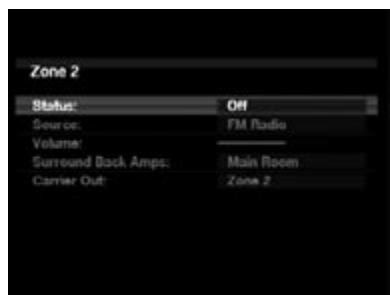 Zone 2
Status: Off
Source: FM Radio
Volume:
Surround Back Amps: Main Room
Carrier Out: Zone 2